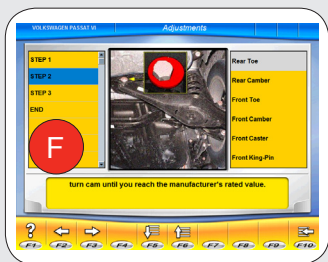 VOLKSWAGEN PASSAT VI
Adjustments
STEP 1
STEP 2
STEP 3
END
F
Rear Toe
Rear Camber
Front Toe
Front Camber
Front Caster
Front King-Pin
turn cam until you reach the manufacturer's rated value.
?
F1 F2 F3 F4 F5 F6 F7 F8 F9 F10